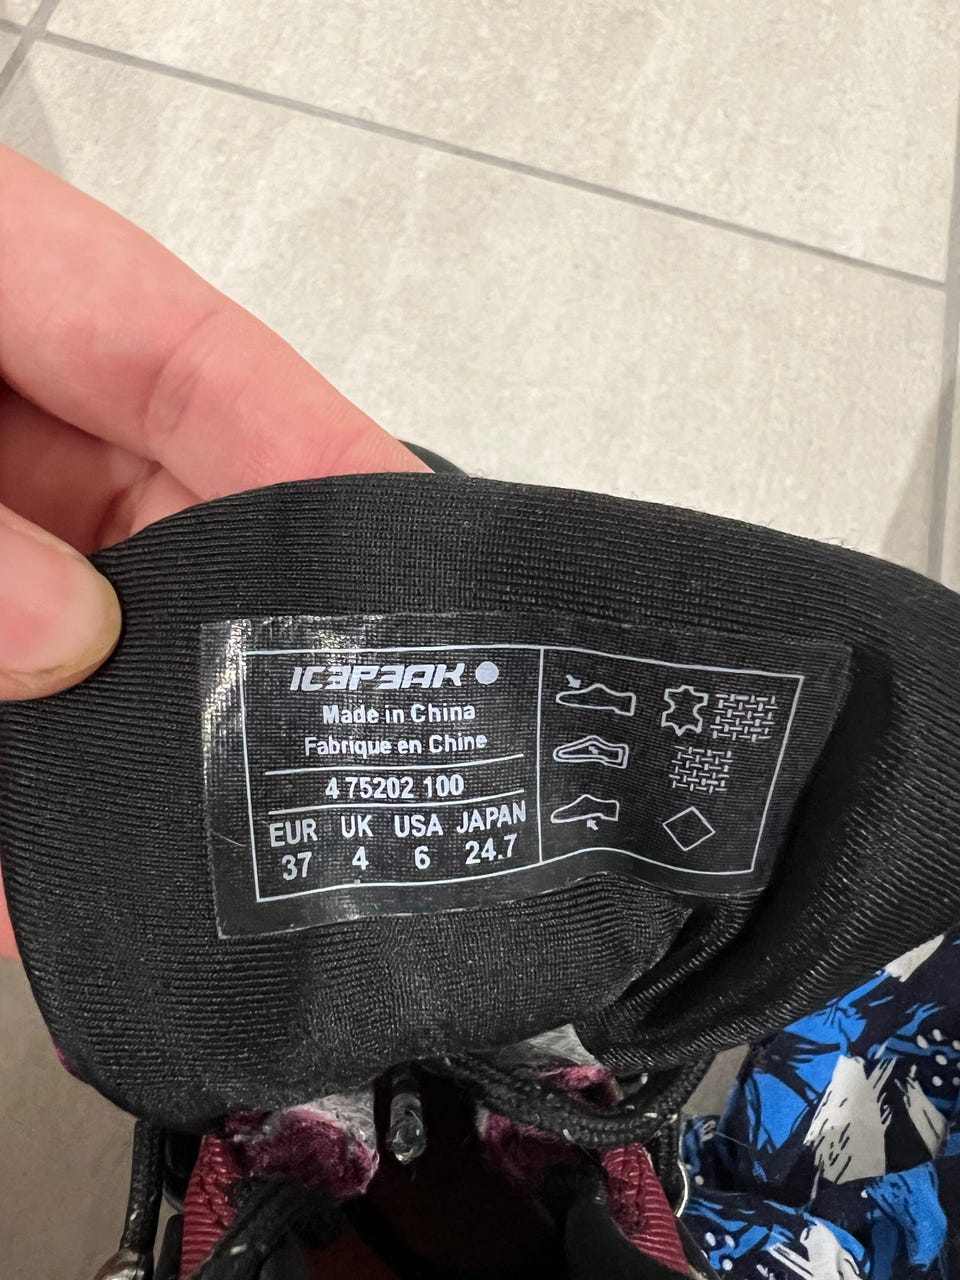 ICEPEAK
Made in China
Fabrique en Chine
4 75202 100
EUR UK USA JAPAN
37 4 6 24.7